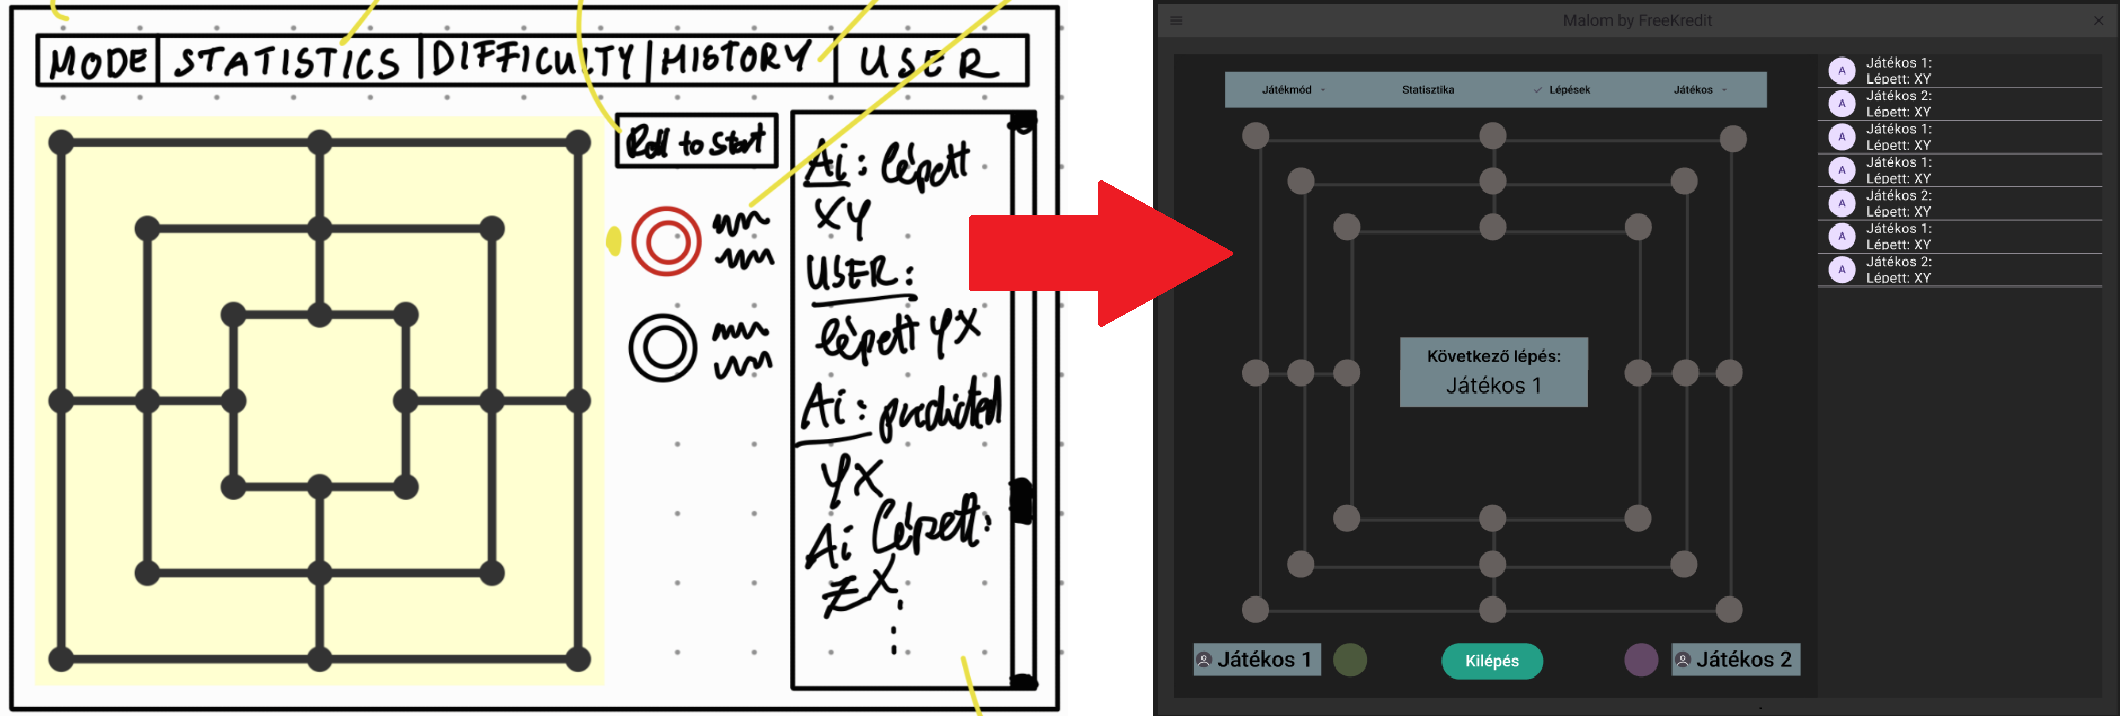 MODE STATISTICS DIFFICULTY HISTORY USER
Roll to start
Ai: lépett
XY
USER:
lépett YX
Ai: predicted
YX
Ai lépett:
ZX
Malom by FreeKredit
Játékmód Statisztika Lépések Játékos
Következő lépés:
Játékos 1
Játékos 1
Kilépés
Játékos 2
A Játékos 1:
Lépett: XY
A Játékos 2:
Lépett: XY
A Játékos 1:
Lépett: XY
A Játékos 1:
Lépett: XY
A Játékos 2:
Lépett: XY
A Játékos 1:
Lépett: XY
A Játékos 2:
Lépett: XY